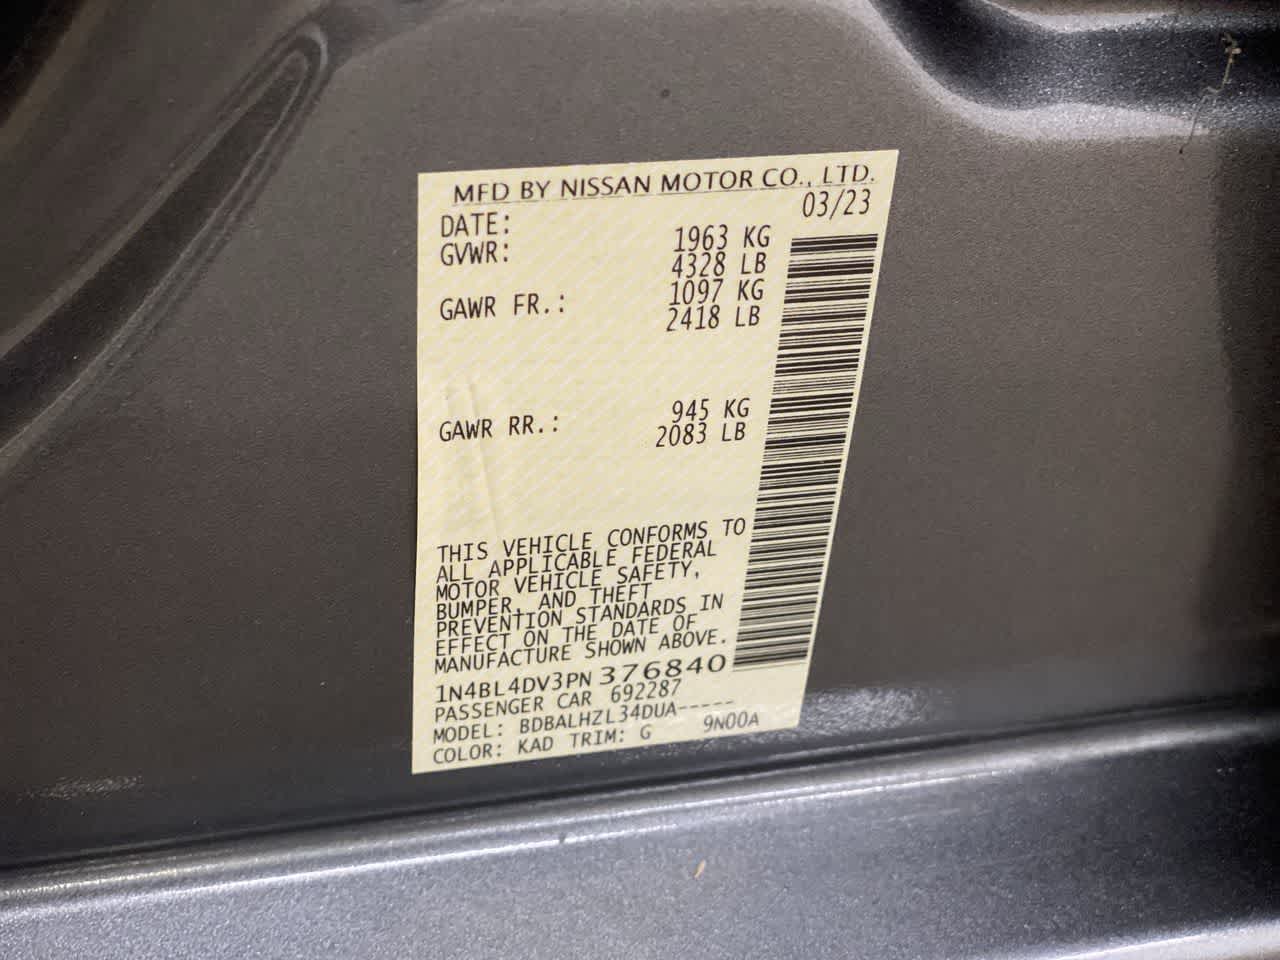 MFD BY NISSAN MOTOR CO., LTD.
DATE: 03/23
GVWR: 1963 KG
4328 LB
GAWR FR.: 1097 KG
2418 LB
GAWR RR.: 945 KG
2083 LB
THIS VEHICLE CONFORMS TO
ALL APPLICABLE FEDERAL
MOTOR VEHICLE SAFETY,
BUMPER, AND THEFT
PREVENTION STANDARDS IN
EFFECT ON THE DATE OF
MANUFACTURE SHOWN ABOVE.
1N4BL4DV3PN376840
PASSENGER CAR 692287
MODEL: BDBALHZL34DUA-----
COLOR: KAD TRIM: G 9N00A